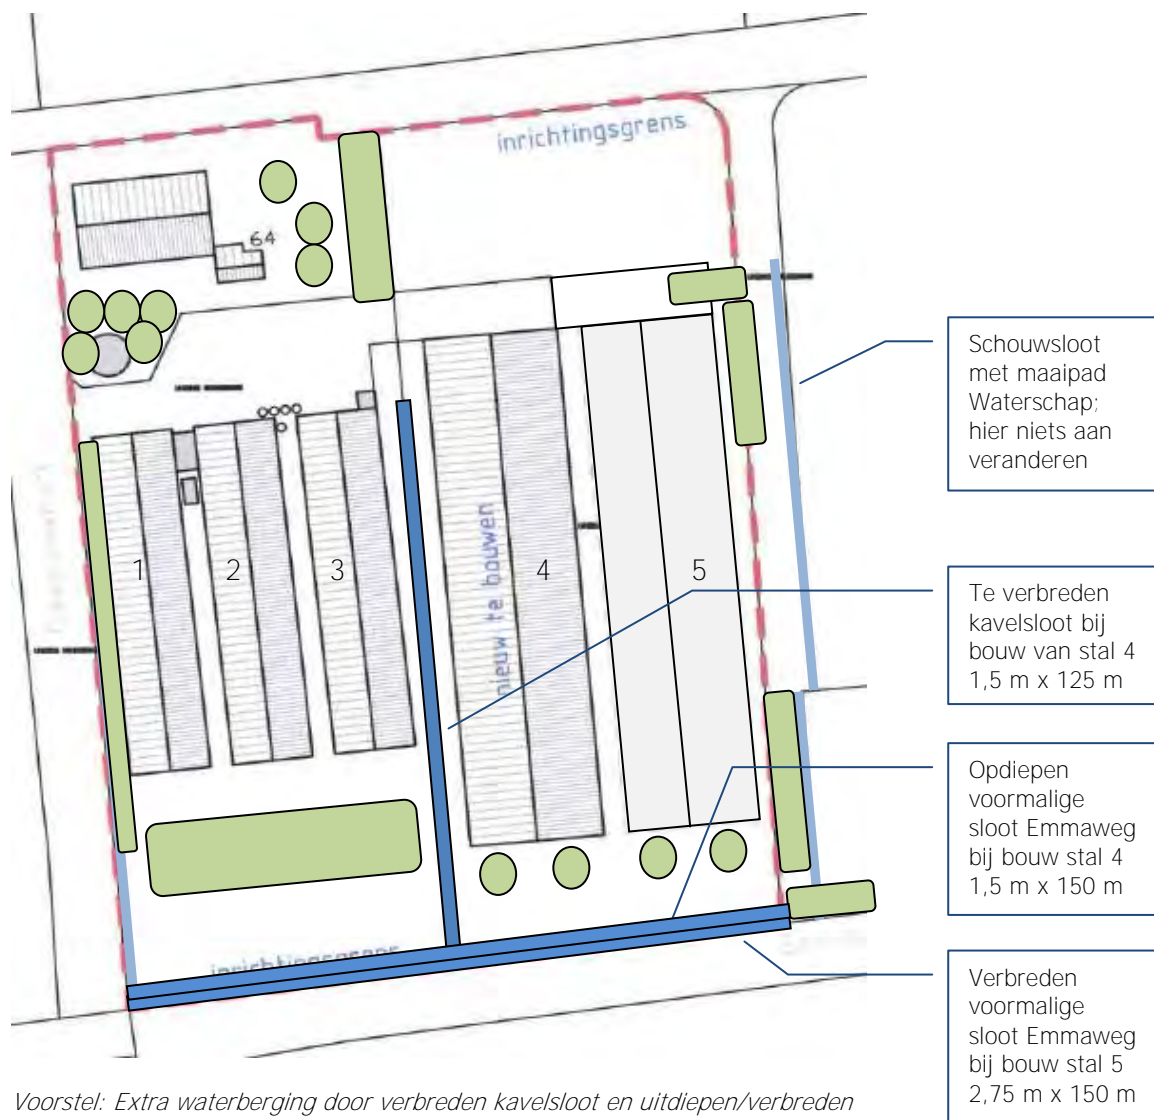 inrichtingsgrens
64
Schouwsloot
met maaipad
Waterschap;
hier niets aan
veranderen
1
2
3
nieuw te bouwen
4
5
Te verbreden
kavelsloot bij
bouw van stal 4
1,5 m x 125 m
Opdiepen
voormalige
sloot Emmaweg
bij bouw stal 4
1,5 m x 150 m
inrichtingsgrens
Verbreden
voormalige
sloot Emmaweg
bij bouw stal 5
2,75 m x 150 m
Voorstel: Extra waterberging door verbreden kavelsloot en uitdiepen/verbreden